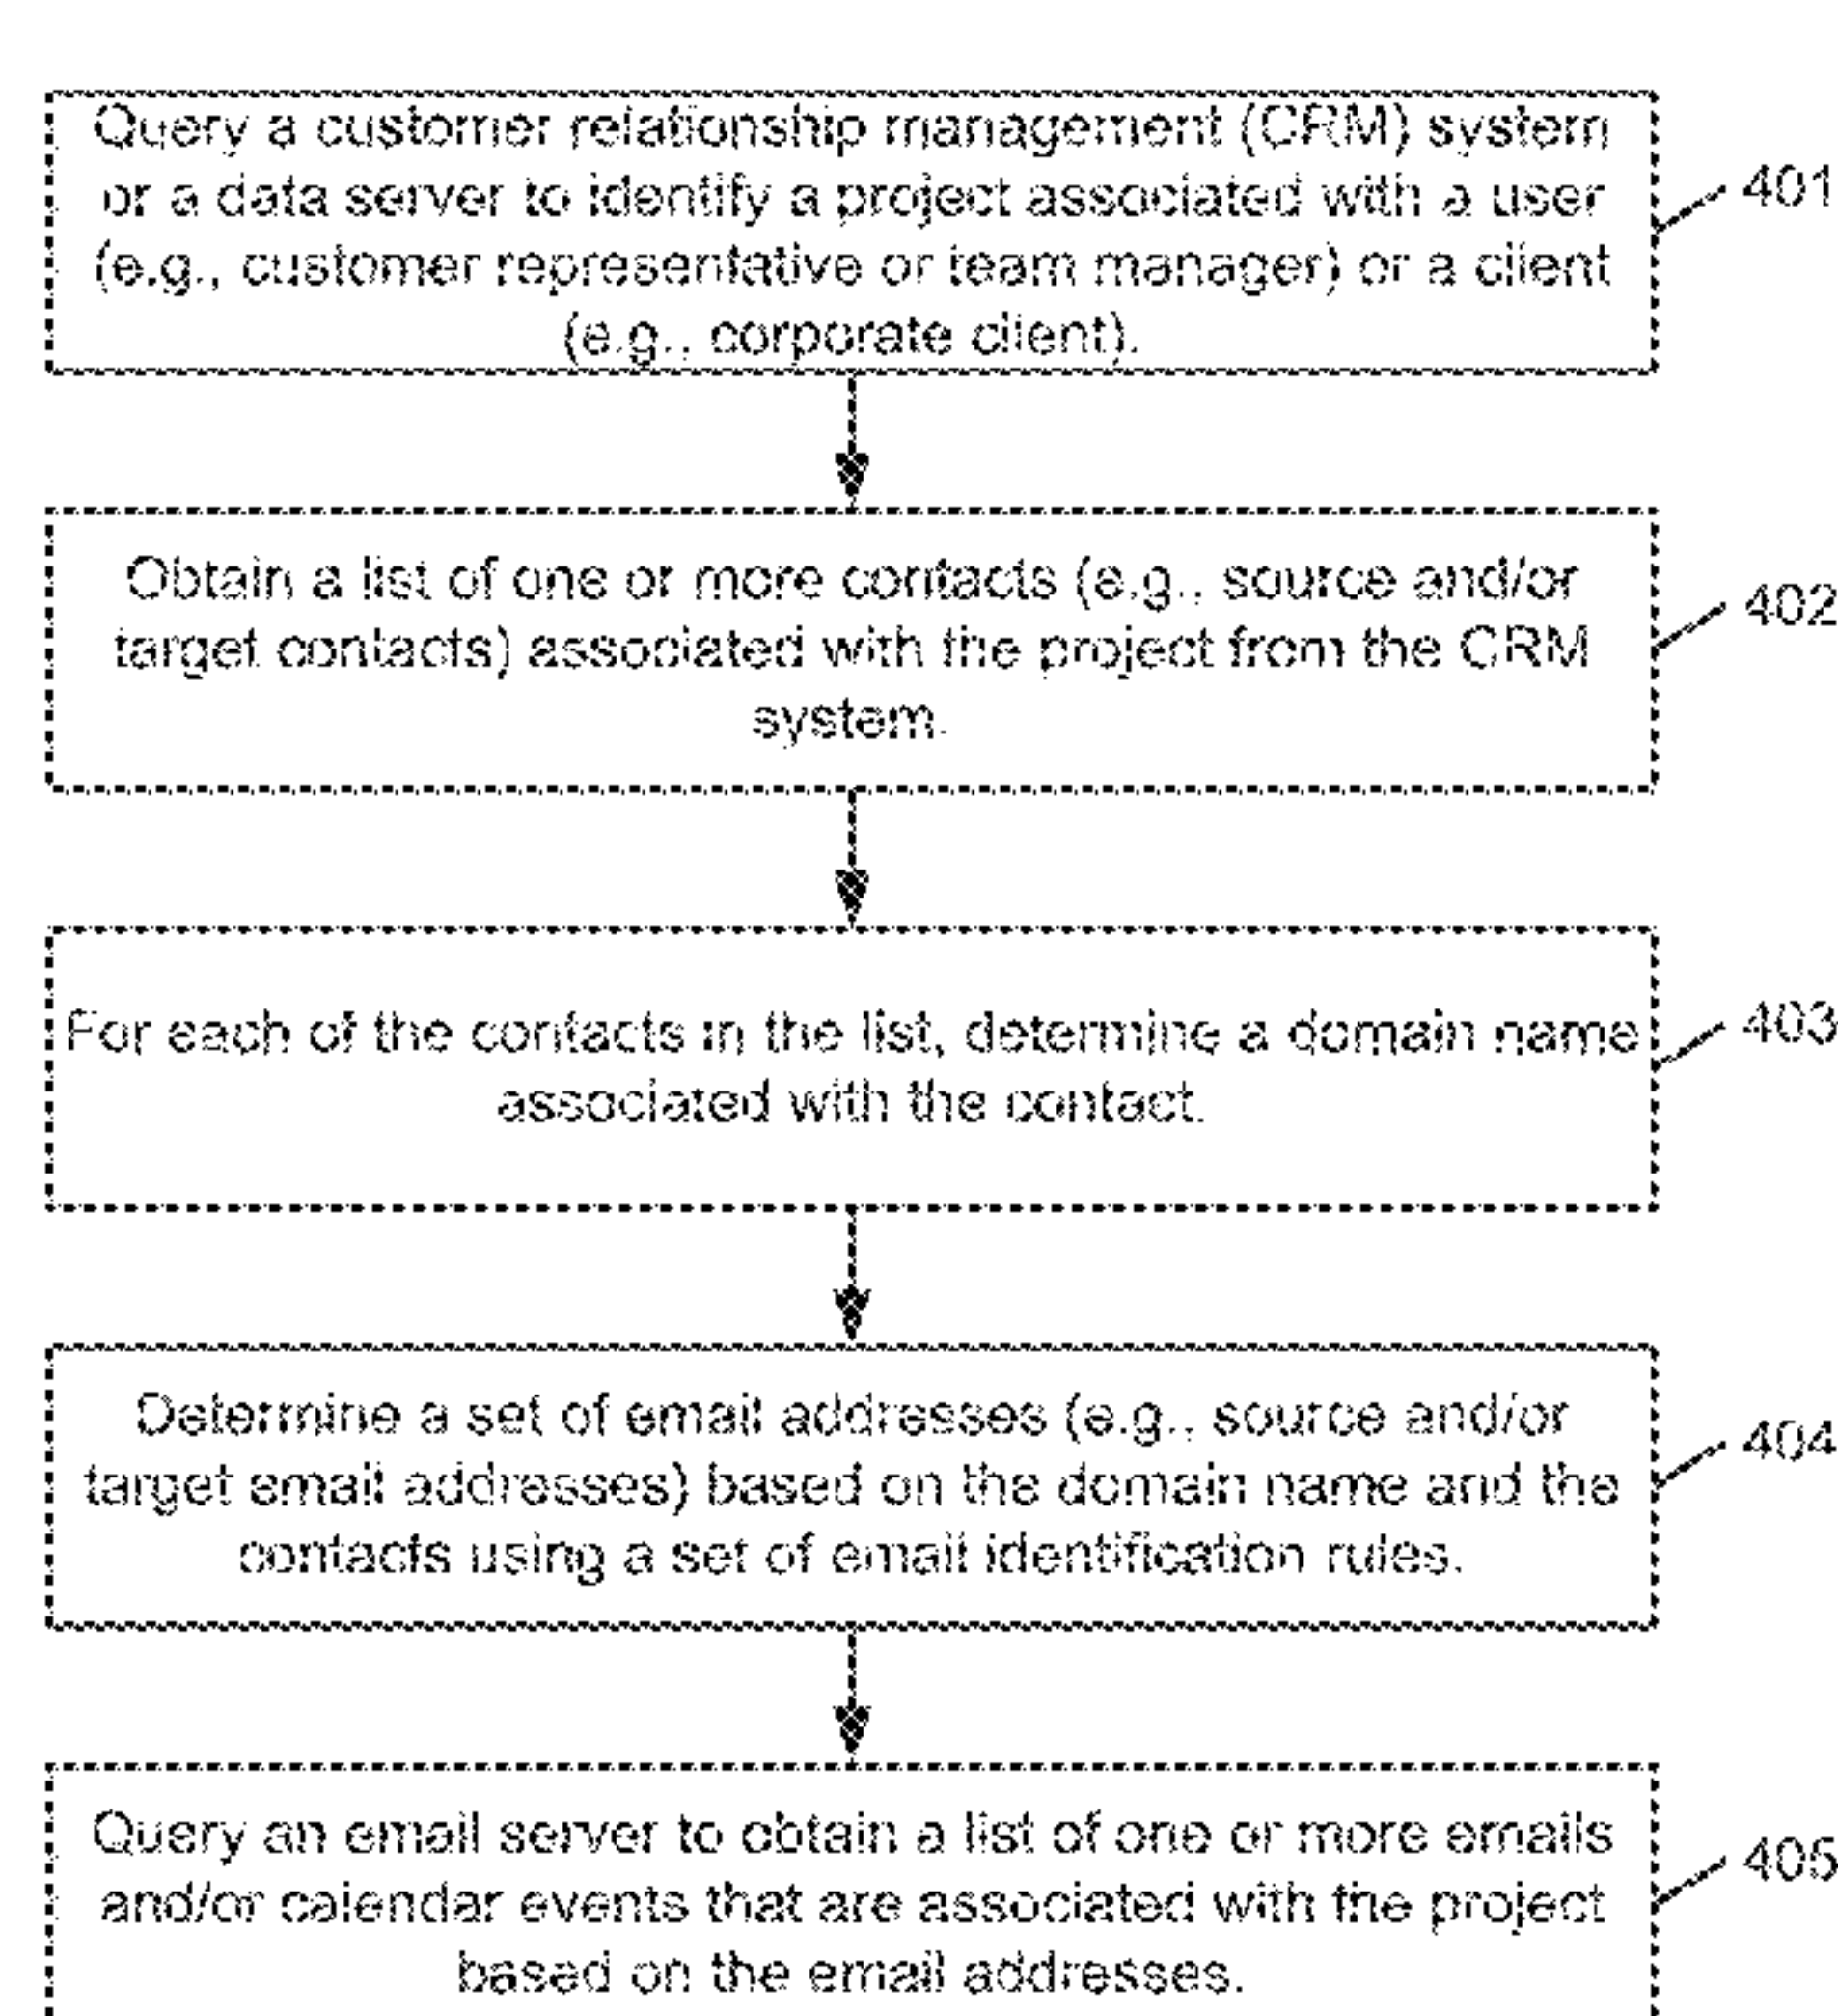 Query a customer relationship management (CRM) system
or a data server to identify a project associated with a user
(e.g., customer representative or team manager) or a client
(e.g., corporate client).
401
Obtain a list of one or more contacts (e.g., source and/or
target contacts) associated with the project from the CRM
system.
402
For each of the contacts in the list, determine a domain name
associated with the contact.
403
Determine a set of email addresses (e.g., source and/or
target email addresses) based on the domain name and the
contacts using a set of email identification rules.
404
Query an email server to obtain a list of one or more emails
and/or calendar events that are associated with the project
based on the email addresses.
405